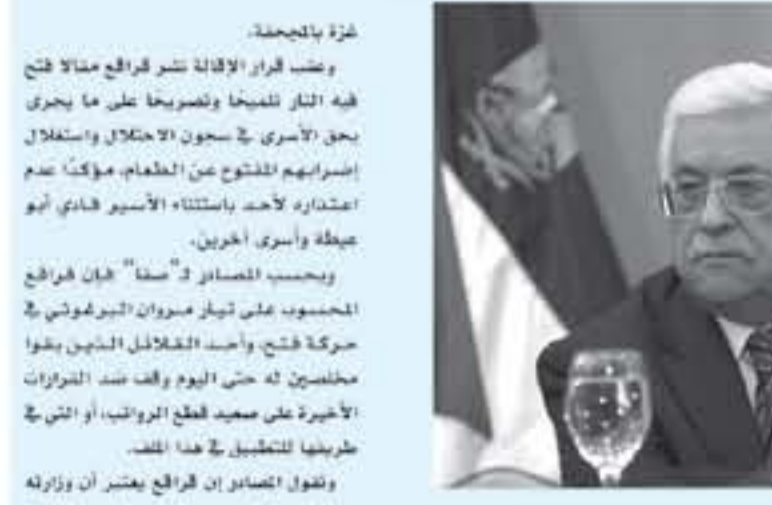 غزة بالمجحفة.
وعقب قرار الإقالة نشر قراقع مقالا فتح
فيه النار تلميحًا وتصريحًا على ما يجري
بحق الأسرى في سجون الاحتلال واستغلال
إضرابهم المفتوح عن الطعام، مؤكدًا عدم
اعتذاره لأحد باستثناء الأسير فادي أبو
عيطة وأسرى آخرين.
وبحسب المصادر لـ"صفا" فإن قراقع
المحسوب على تيار مروان البرغوثي في
حركة فتح، وأحد القلائل الذين بقوا
مخلصين له حتى اليوم وقف ضد القرارات
الأخيرة على صعيد قطع الرواتب، أو التي في
طريقها للتطبيق في هذا الملف.
وتقول المصادر إن قراقع يعتبر أن وزارته